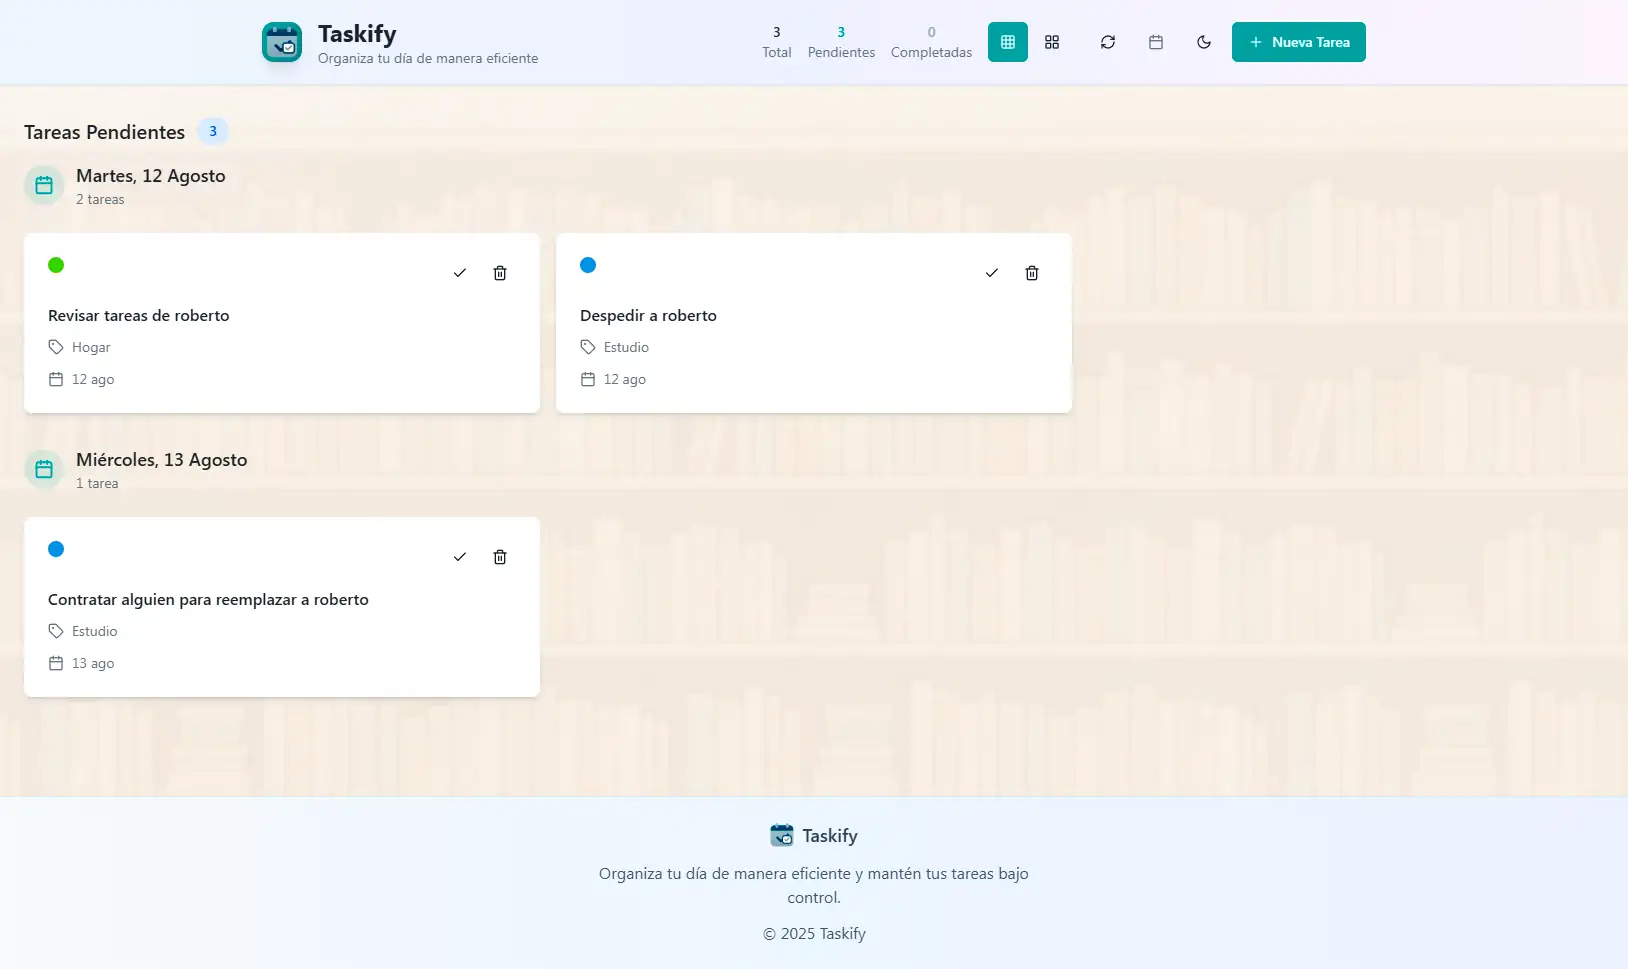 Taskify
Organiza tu día de manera eficiente
3
Total
3
Pendientes
0
Completadas
Nueva Tarea
Tareas Pendientes 3
Martes, 12 Agosto
2 tareas
Revisar tareas de roberto
Hogar
12 ago
Despedir a roberto
Estudio
12 ago
Miércoles, 13 Agosto
1 tarea
Contratar alguien para reemplazar a roberto
Estudio
13 ago
Taskify
Organiza tu día de manera eficiente y mantén tus tareas bajo
control.
© 2025 Taskify